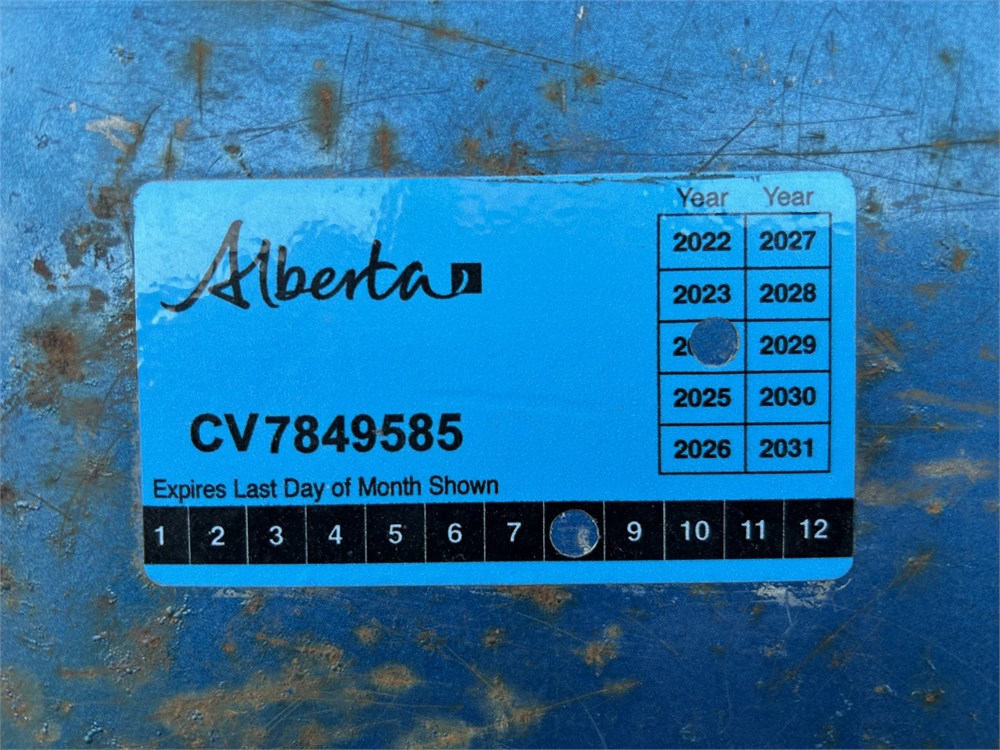 Alberta
Year Year
2022 2027
2023 2028
2029
2025 2030
2026 2031
CV7849585
Expires Last Day of Month Shown
1 2 3 4 5 6 7 9 10 11 12